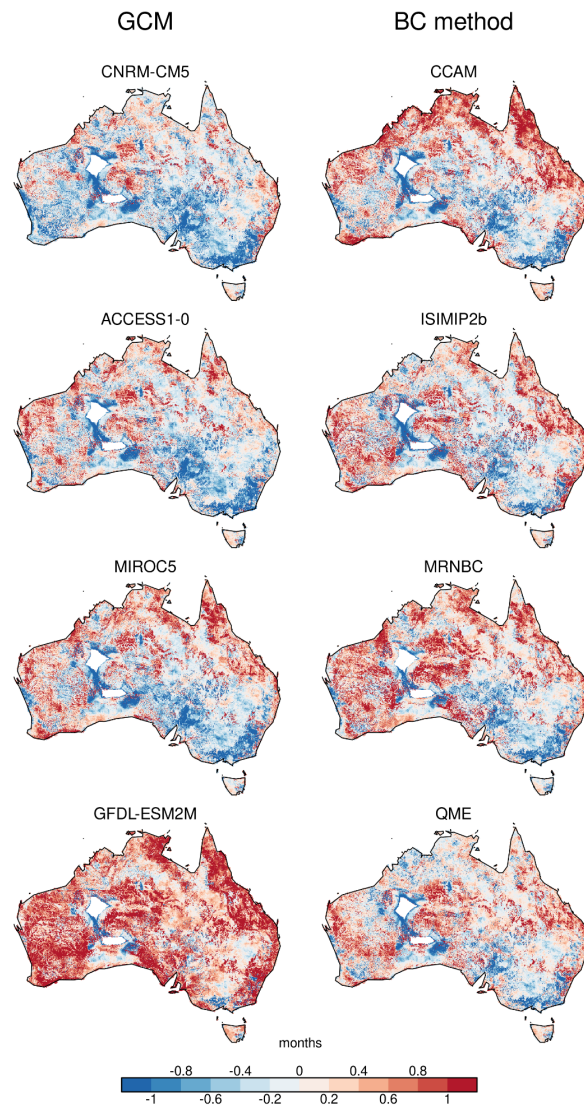 GCM BC method
CNRM-CM5 CCAM
ACCESS1-0 ISIMIP2b
MIROC5 MRNBC
GFDL-ESM2M QME
months
-0.8 -0.4 0 0.4 0.8
-1 -0.6 -0.2 0.2 0.6 1